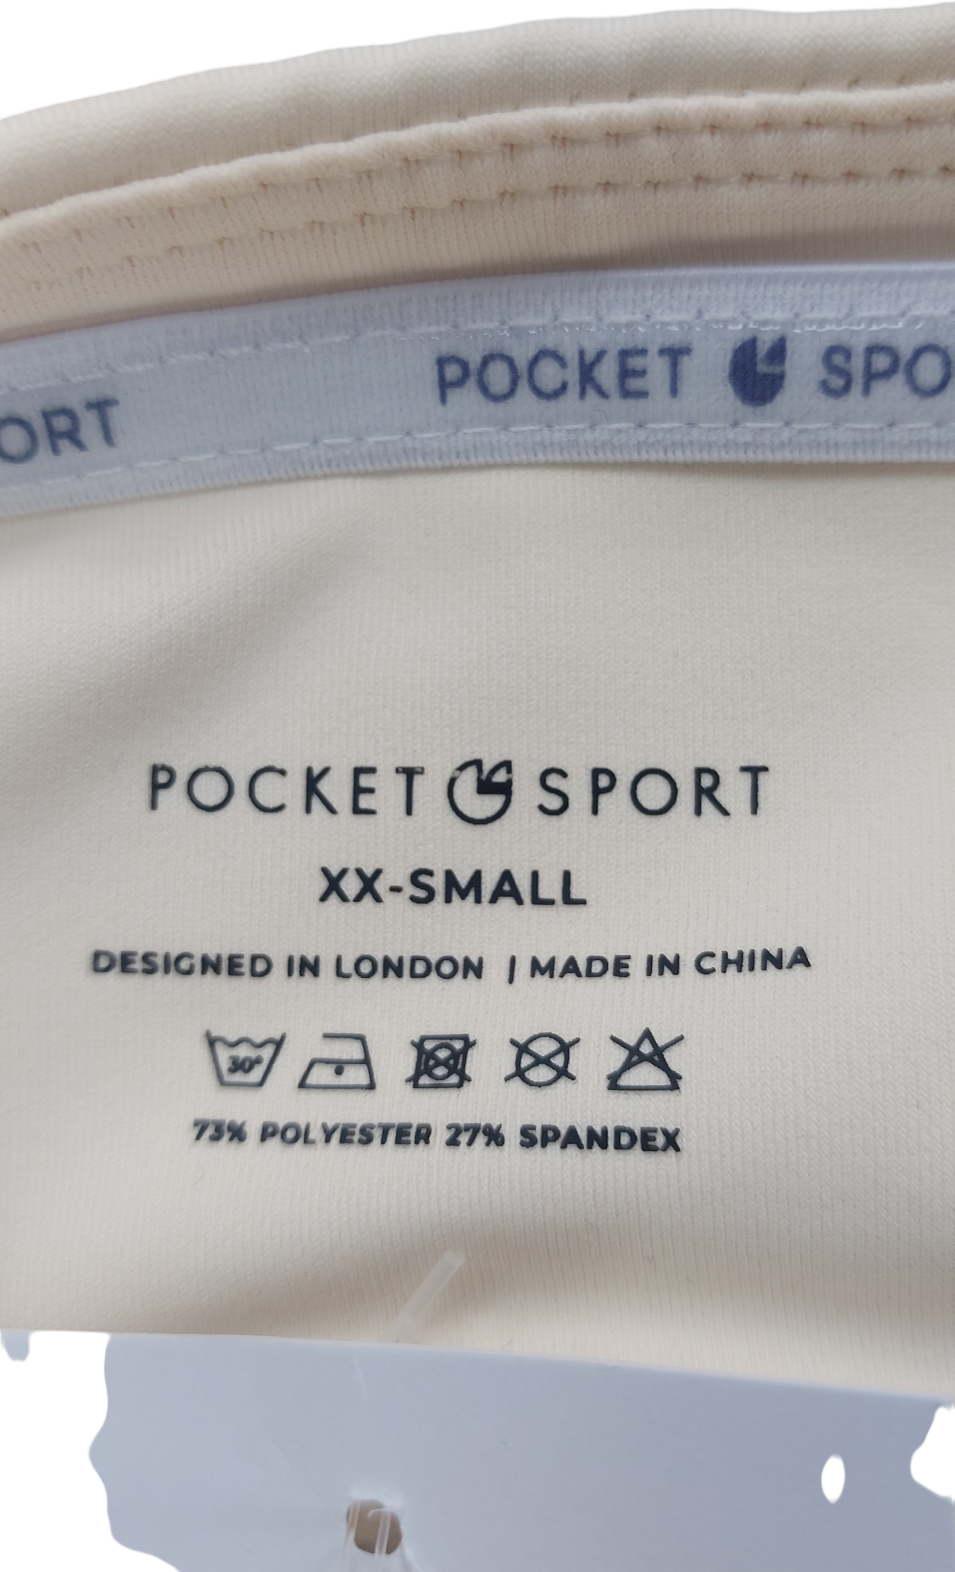 ORT
POCKET SPO
POCKET SPORT
XX-SMALL
DESIGNED IN LONDON | MADE IN CHINA
30°
73% POLYESTER 27% SPANDEX